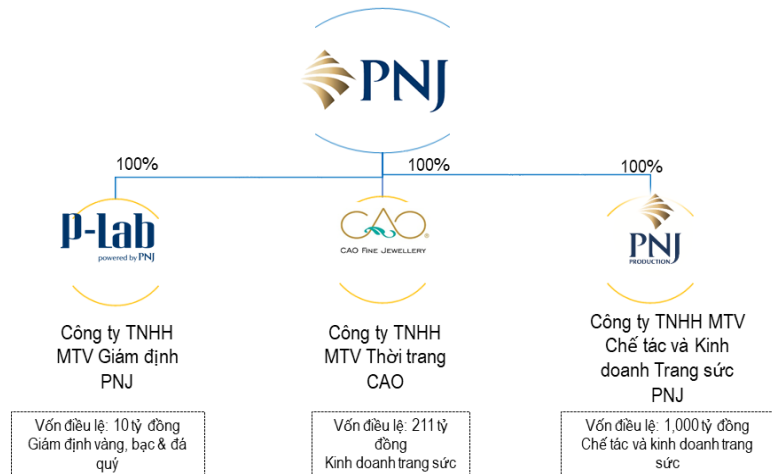 PNJ
100%
100%
100%
P-Lab
powered by PNJ
CAO
CAO FINE JEWELLERY
PNJ
PRODUCTION
Công ty TNHH
MTV Giám định
PNJ
Công ty TNHH
MTV Thời trang
CAO
Công ty TNHH MTV
Chế tác và Kinh
doanh Trang sức
PNJ
Vốn điều lệ: 10 tỷ đồng
Giám định vàng, bạc & đá
quý
Vốn điều lệ: 211 tỷ
đồng
Kinh doanh trang sức
Vốn điều lệ: 1,000 tỷ đồng
Chế tác và kinh doanh trang
sức